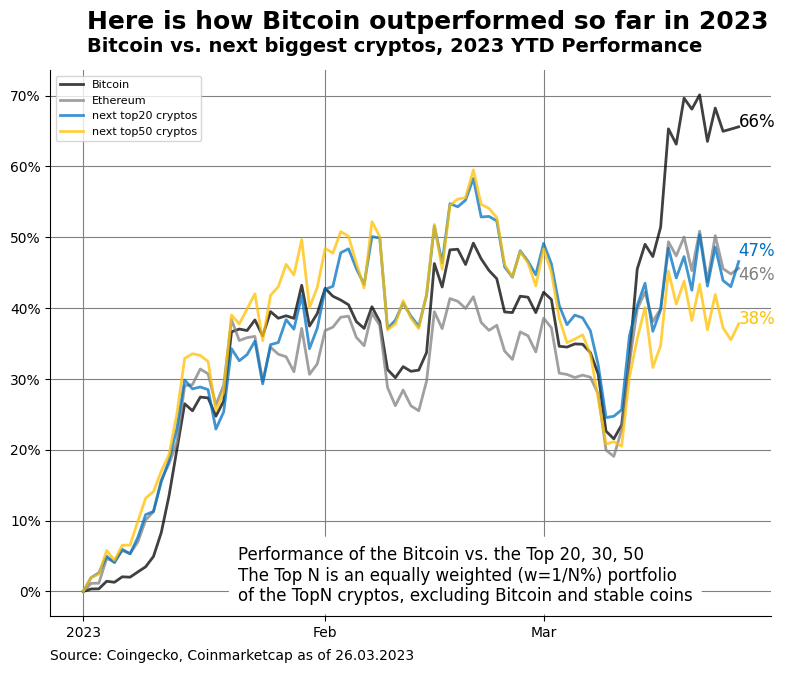 Here is how Bitcoin outperformed so far in 2023
Bitcoin vs. next biggest cryptos, 2023 YTD Performance
Bitcoin
Ethereum
next top20 cryptos
next top50 cryptos
70%
60%
50%
40%
30%
20%
10%
0%
66%
47%
46%
38%
Performance of the Bitcoin vs. the Top 20, 30, 50
The Top N is an equally weighted (w=1/N%) portfolio
of the TopN cryptos, excluding Bitcoin and stable coins
2023
Feb
Mar
Source: Coingecko, Coinmarketcap as of 26.03.2023